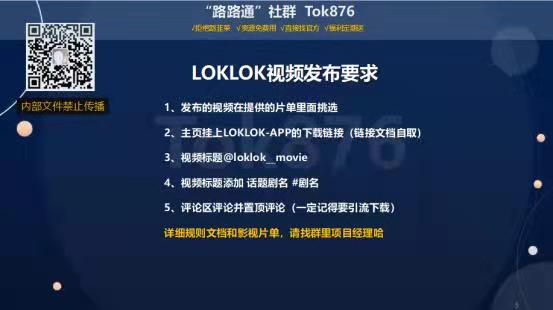 “路路通”社群 Tok876
√拒绝割韭菜 √资源免费用 √直接找官方 √福利定期送
LOKLOK视频发布要求
内部文件禁止传播
1、发布的视频在提供的片单里面挑选
2、主页挂上LOKLOK-APP的下载链接（链接文档自取）
3、视频标题@loklok__movie
4、视频标题添加 话题剧名 #剧名
5、评论区评论并置顶评论（一定记得要引流下载）
详细规则文档和影视片单，请找群里项目经理哈
Tok876
5